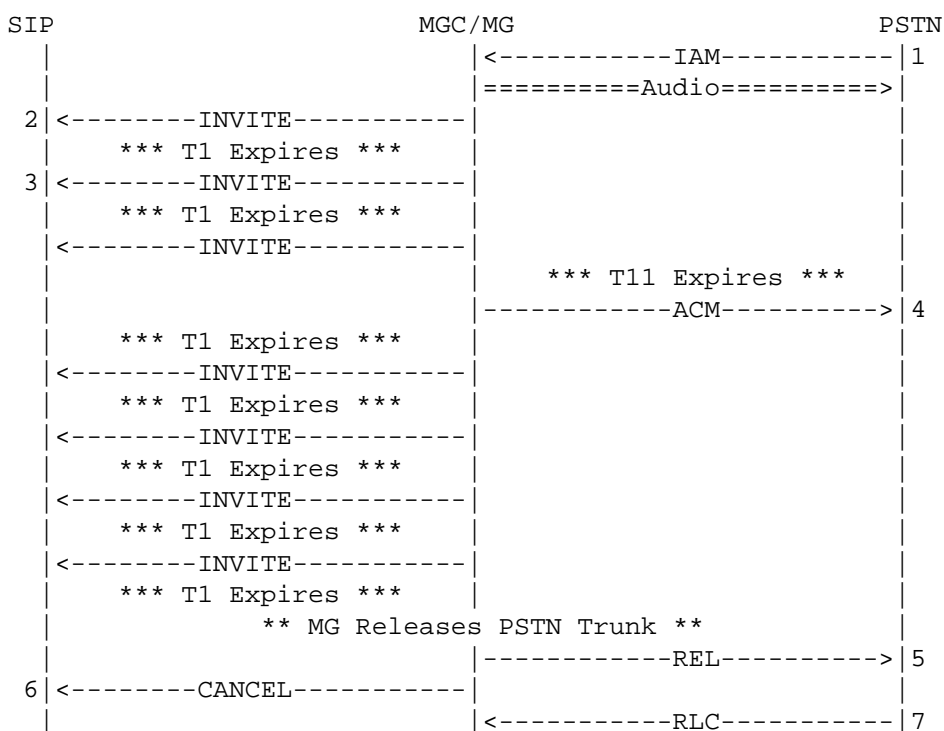 SIP                       MGC/MG                       PSTN
  |                          |<------------IAM-----------|1
  |                          |==========Audio==========>|
 2|<--------INVITE-----------|                          |
  |    *** T1 Expires ***    |                          |
 3|<--------INVITE-----------|                          |
  |    *** T1 Expires ***    |                          |
  |<--------INVITE-----------|                          |
  |                          |    *** T11 Expires ***   |
  |                          |------------ACM---------->|4
  |    *** T1 Expires ***    |                          |
  |<--------INVITE-----------|                          |
  |    *** T1 Expires ***    |                          |
  |<--------INVITE-----------|                          |
  |    *** T1 Expires ***    |                          |
  |<--------INVITE-----------|                          |
  |    *** T1 Expires ***    |                          |
  |<--------INVITE-----------|                          |
  |    *** T1 Expires ***    |                          |
  |             ** MG Releases PSTN Trunk **            |
  |                          |------------REL---------->|5
 6|<--------CANCEL-----------|                          |
  |                          |<-----------RLC-----------|7